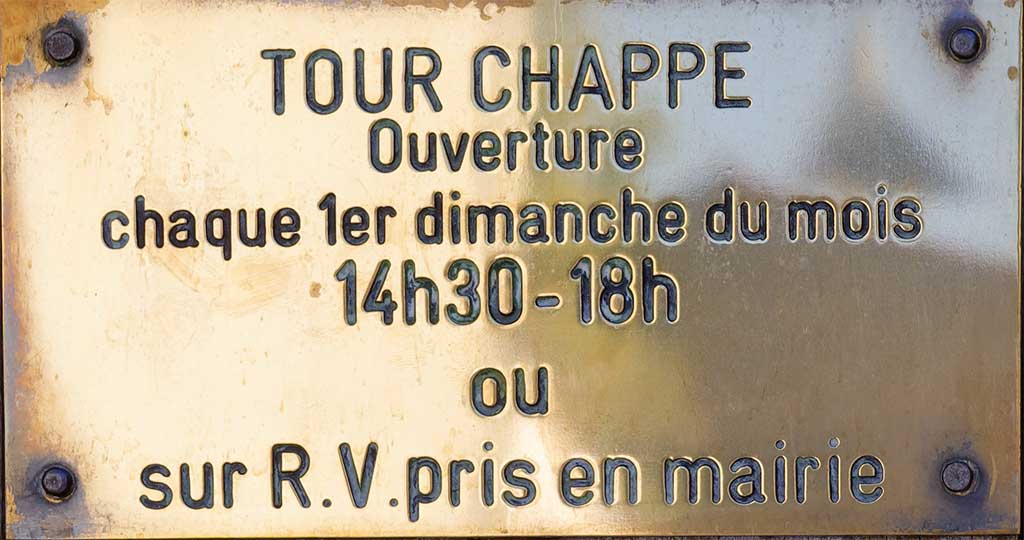 TOUR CHAPPE
Ouverture
chaque 1er dimanche du mois
14h30-18h
ou
sur R.V.pris en mairie